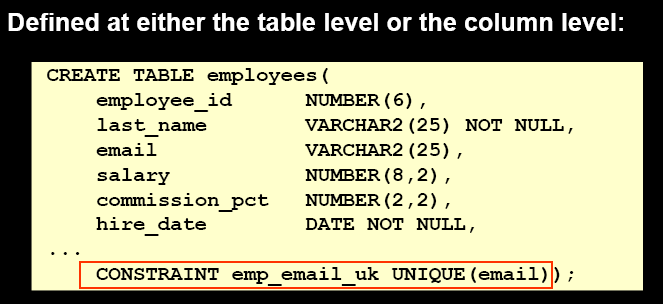 Defined at either the table level or the column level:
CREATE TABLE employees(
employee_id NUMBER(6),
last_name VARCHAR2(25) NOT NULL,
email VARCHAR2(25),
salary NUMBER(8,2),
commission_pct NUMBER(2,2),
hire_date DATE NOT NULL,
...
CONSTRAINT emp_email_uk UNIQUE(email));